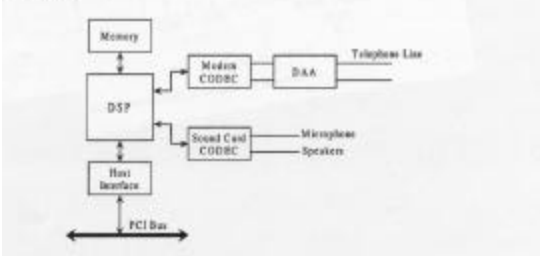 Memory
Telephone Line
Modem
CODEC
DAA
DSP
Sound Card
CODEC
Microphone
Speakers
Host
Interface
PCI Bus